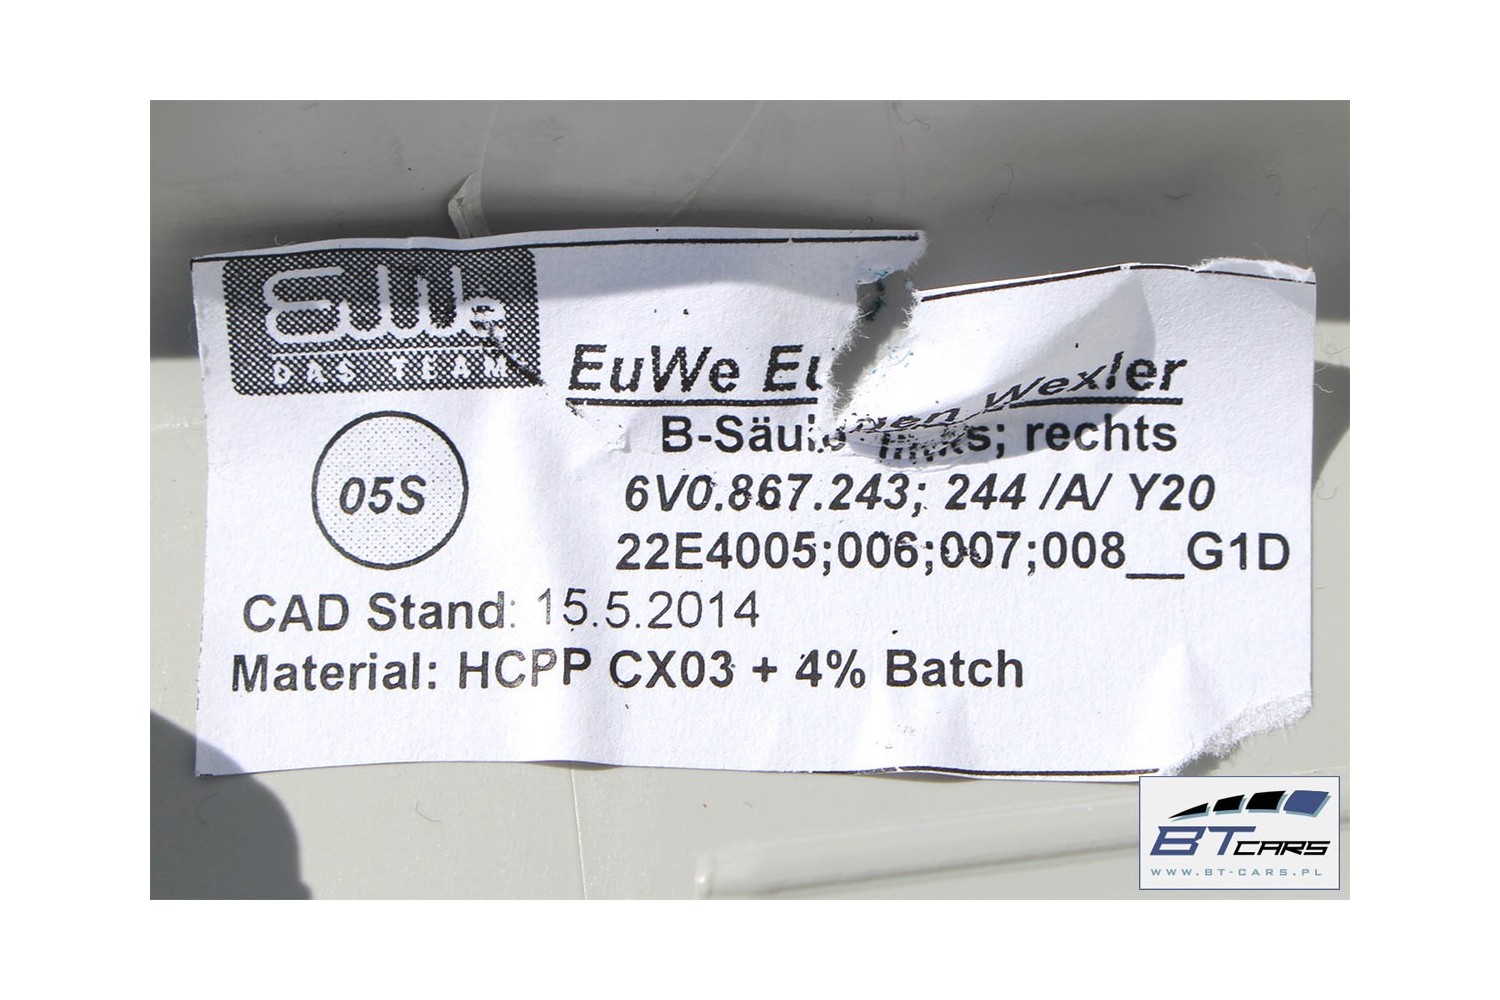 EuWe
DAS TEAM
EuWe Wexler
B-Säule links; rechts
05S
6V0.867.243; 244 /A/ Y20
22E4005;006;007;008__G1D
CAD Stand: 15.5.2014
Material: HCPP CX03 + 4% Batch
BT CARS
WWW.BT-CARS.PL